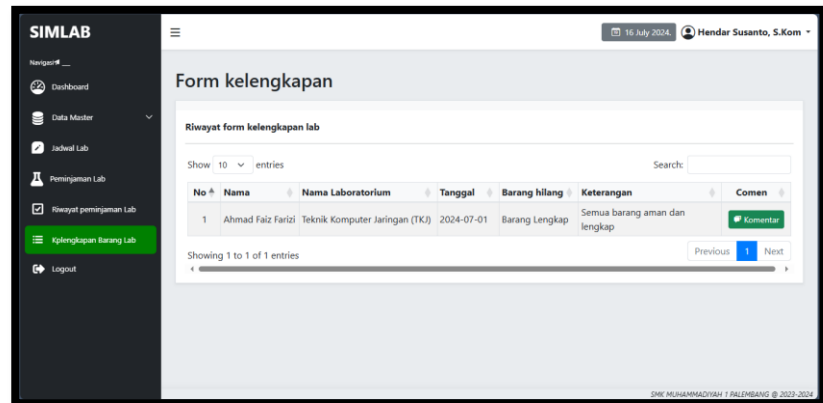 SIMLAB
16 July 2024.
Hendar Susanto, S.Kom
Navigasi
Dashboard
Data Master
Jadwal Lab
Peminjaman Lab
Riwayat peminjaman Lab
Kplengkapan Barang Lab
Logout
Form kelengkapan
Riwayat form kelengkapan lab
Show 10 entries
Search:
No Nama Nama Laboratorium Tanggal Barang hilang Keterangan Comen
1 Ahmad Faiz Farizi Teknik Komputer Jaringan (TKJ) 2024-07-01 Barang Lengkap Semua barang aman dan lengkap Komentar
Showing 1 to 1 of 1 entries
Previous 1 Next
SMK MUHAMMADIYAH 1 PALEMBANG @ 2023-2024